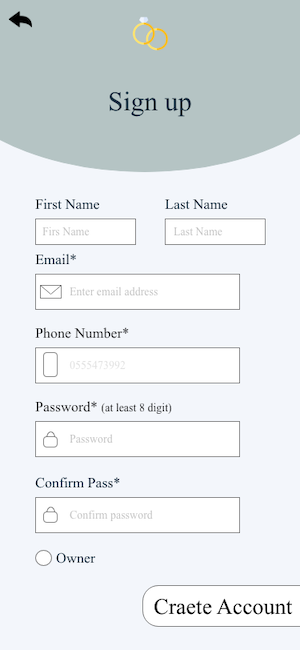 Sign up
First Name Last Name
Firs Name Last Name
Email*
Enter email address
Phone Number*
0555473992
Password* (at least 8 digit)
Password
Confirm Pass*
Confirm password
Owner
Craete Account